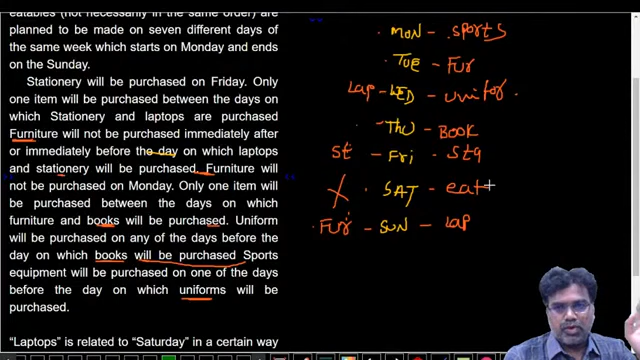 eatables (not necessarily in the same order) are
planned to be made on seven different days of
the same week which starts on Monday and ends
on the Sunday.
Stationery will be purchased on Friday. Only
one item will be purchased between the days on
which Stationery and laptops are purchased
Furniture will not be purchased immediately after
or immediately before the day on which laptops
and stationery will be purchased. Furniture will
not be purchased on Monday. Only one item will
be purchased between the days on which
furniture and books will be purchased. Uniform
will be purchased on any of the days before the
day on which books will be purchased Sports
equipment will be purchased on one of the days
before the day on which uniforms will be
purchased.
"Laptops" is related to "Saturday" in a certain way
MON - Sports
TUE - Fur
Lap - WED - Unifor.
THU - BOOK
St - Fri - Sta
X SAT - eat
Fur - SUN - Lap